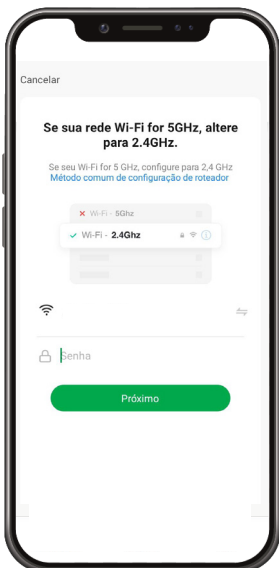 Cancelar
Se sua rede Wi-Fi for 5GHz, altere
para 2.4GHz.
Se seu Wi-Fi for 5 GHz, configure para 2,4 GHz
Método comum de configuração de roteador
Wi-Fi - 5Ghz
Wi-Fi - 2.4Ghz
Senha
Próximo